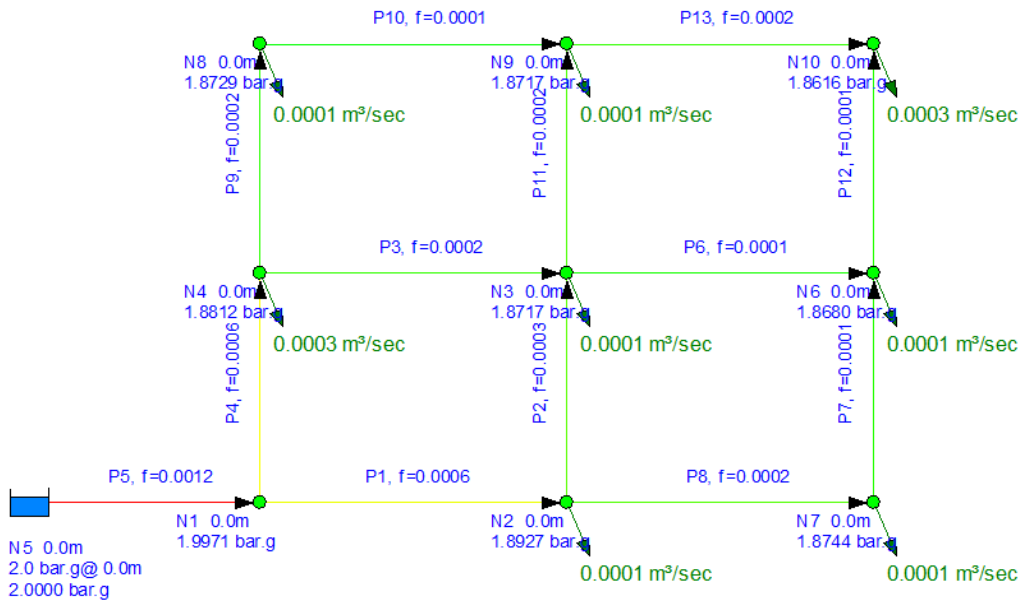 P10, f=0.0001
P13, f=0.0002
N8 0.0m
1.8729 bar.g
N9 0.0m
1.8717 bar.g
N10 0.0m
1.8616 bar.g
0.0001 m³/sec
0.0001 m³/sec
0.0003 m³/sec
P9, f=0.0002
P11, f=0.0002
P12, f=0.0001
P3, f=0.0002
P6, f=0.0001
N4 0.0m
1.8812 bar.g
N3 0.0m
1.8717 bar.g
N6 0.0m
1.8680 bar.g
0.0003 m³/sec
0.0001 m³/sec
0.0001 m³/sec
P4, f=0.0006
P2, f=0.0003
P7, f=0.0001
P5, f=0.0012
P1, f=0.0006
P8, f=0.0002
N1 0.0m
1.9971 bar.g
N2 0.0m
1.8927 bar.g
N7 0.0m
1.8744 bar.g
N5 0.0m
2.0 bar.g@ 0.0m
2.0000 bar.g
0.0001 m³/sec
0.0001 m³/sec